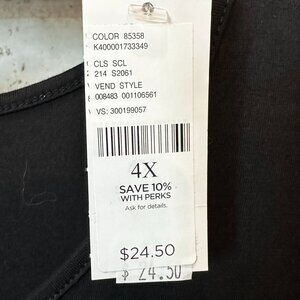 COLOR 85358
K400001733349
CLS SCL
214 S2061
VEND STYLE
008483 001106561
VS: 300199057
4X
SAVE 10%
WITH PERKS
Ask for details.
$24.50
$ 24.50